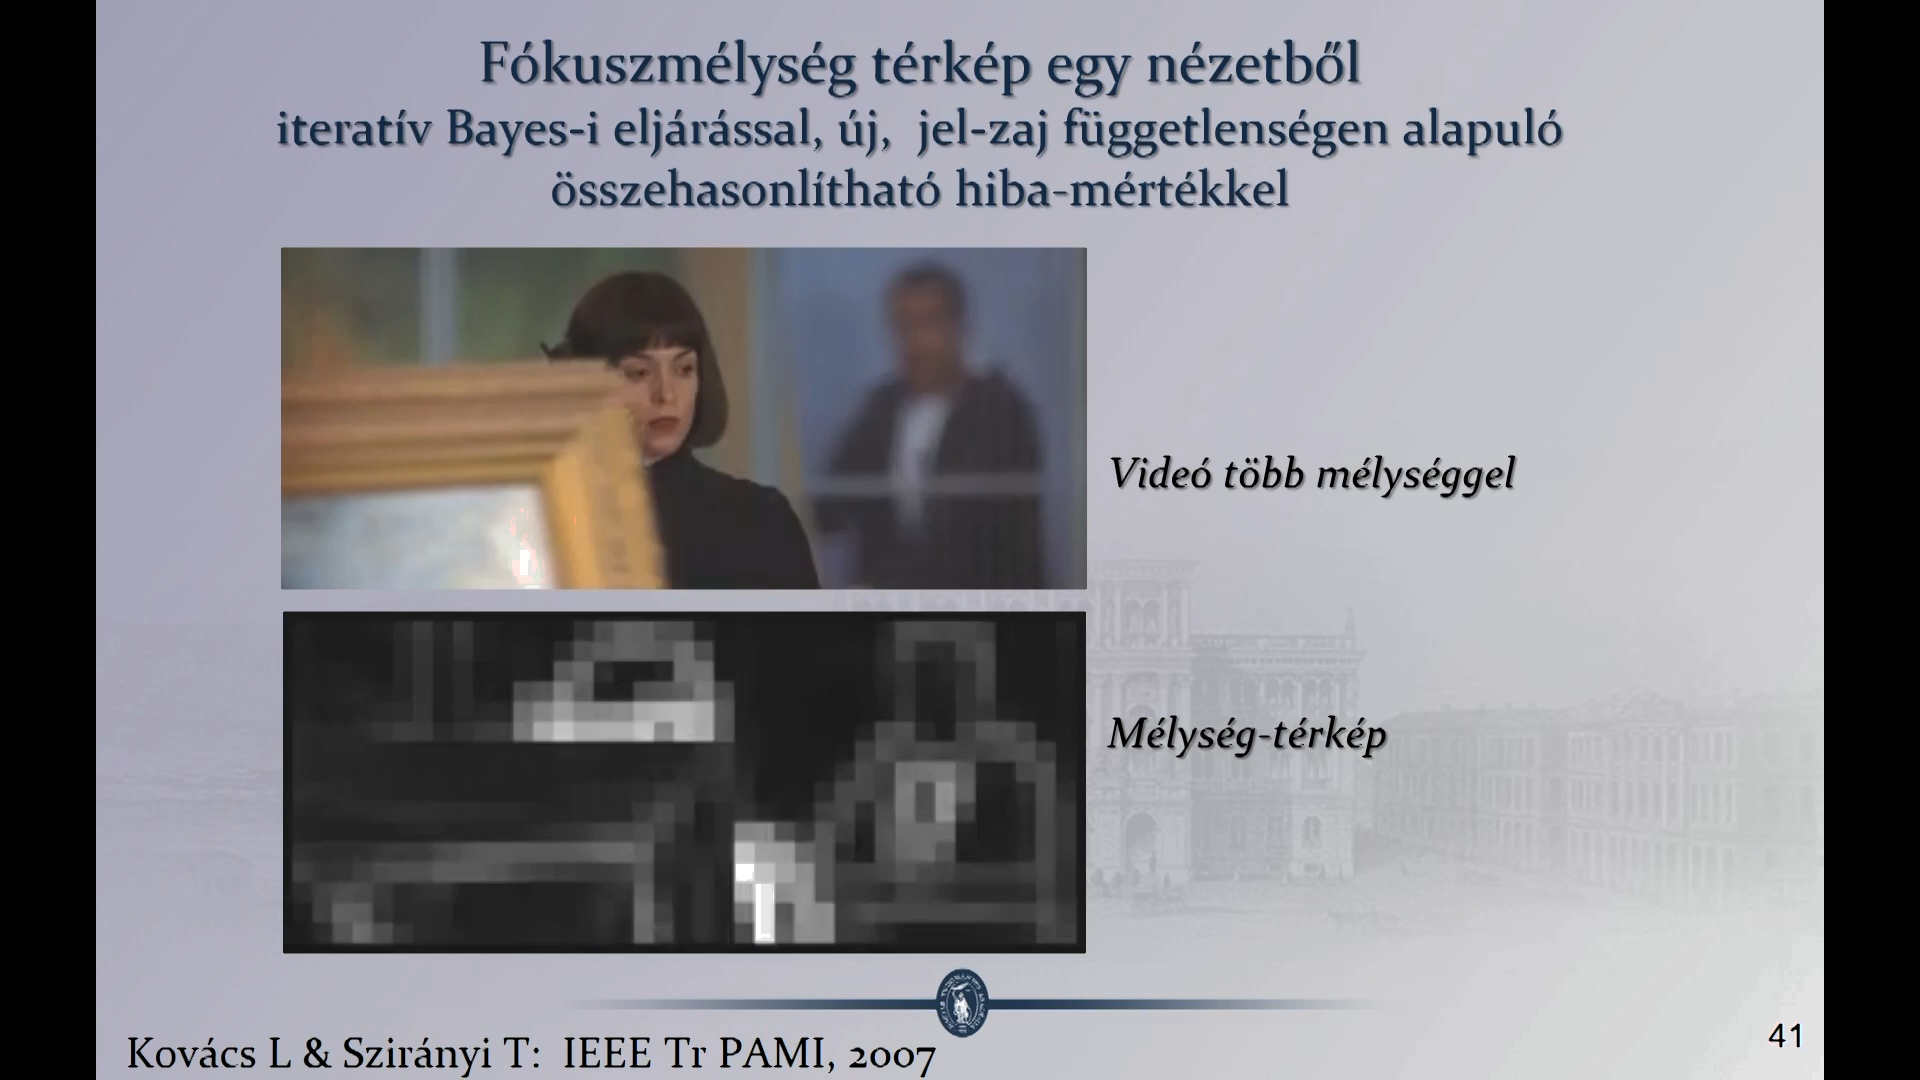 Fókuszmélység térkép egy nézetből
iteratív Bayes-i eljárással, új, jel-zaj függetlenségen alapuló
összehasonlítható hiba-mértékkel
Videó több mélységgel
Mélység-térkép
Kovács L & Szirányi T: IEEE Tr PAMI, 2007
41